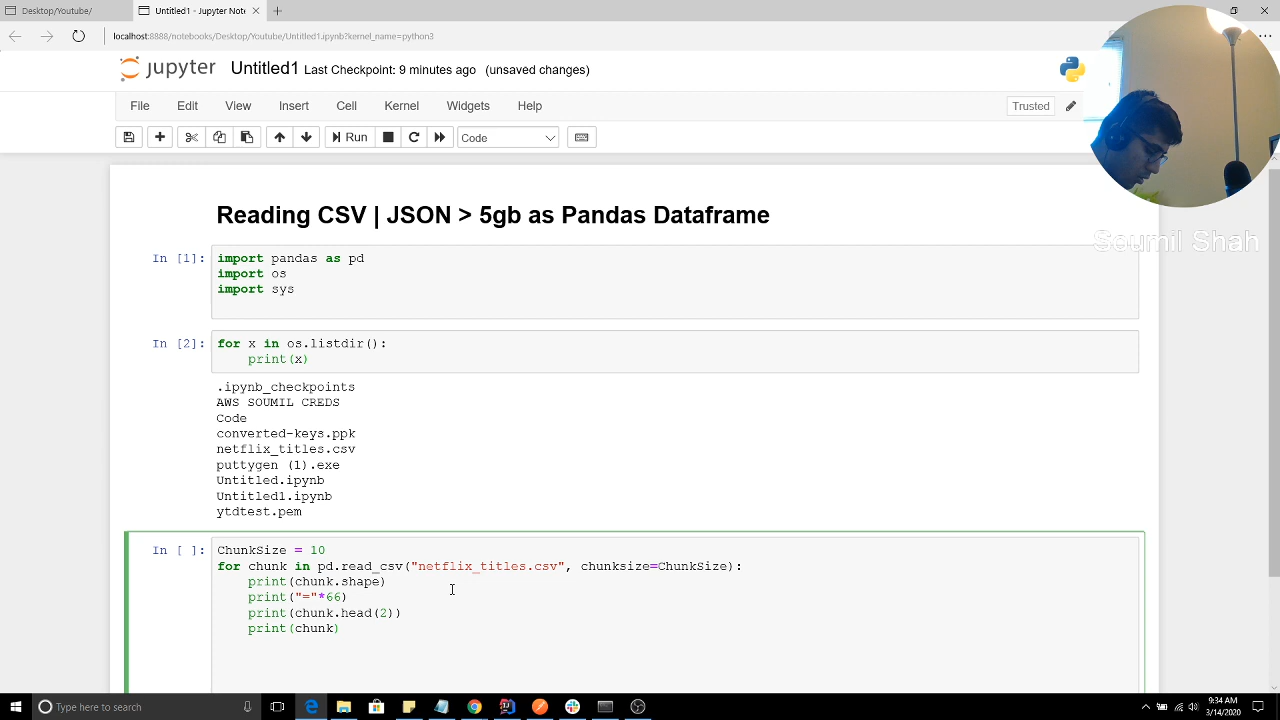 Desktop/Youtube/
Untitled1 - Jupyter Note
localhost:8888/notebooks/Desktop/Youtube/Untitled1.ipynb?kernel_name=python3
jupyter Untitled1 Last Checkpoint: 9 minutes ago (unsaved changes)
File Edit View Insert Cell Kernel Widgets Help
Trusted
Run
Code
Soumil Shah
Reading CSV | JSON > 5gb as Pandas Dataframe
In [1]: import pandas as pd
import os
import sys
In [2]: for x in os.listdir():
print(x)
.ipynb_checkpoints
AWS SOUMIL CREDS
Code
converted-keys.ppk
netflix_titles.csv
puttygen (1).exe
Untitled.ipynb
Untitled1.ipynb
ytdtest.pem
In [ ]: ChunkSize = 10
for chunk in pd.read_csv("netflix_titles.csv", chunksize=ChunkSize):
print(chunk.shape)
print("="*66)
print(chunk.head(2))
print(chunk)
Type here to search
9:34 AM
3/14/2020